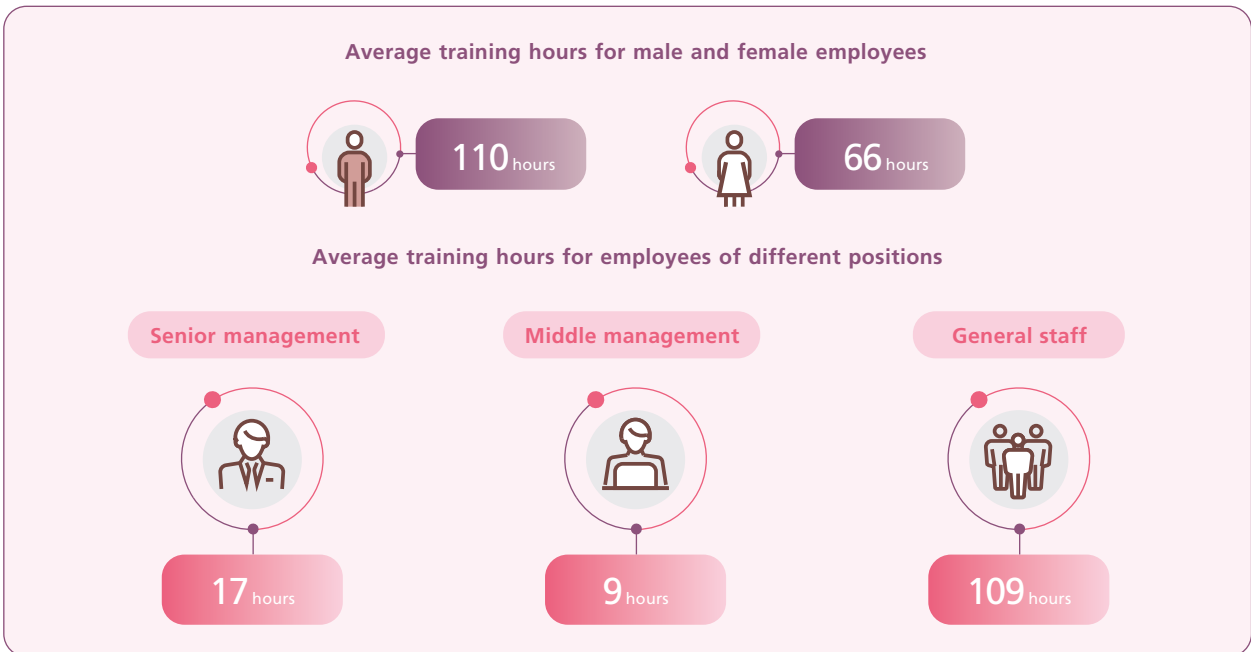 Average training hours for male and female employees
110 hours
66 hours
Average training hours for employees of different positions
Senior management
Middle management
General staff
17 hours
9 hours
109 hours